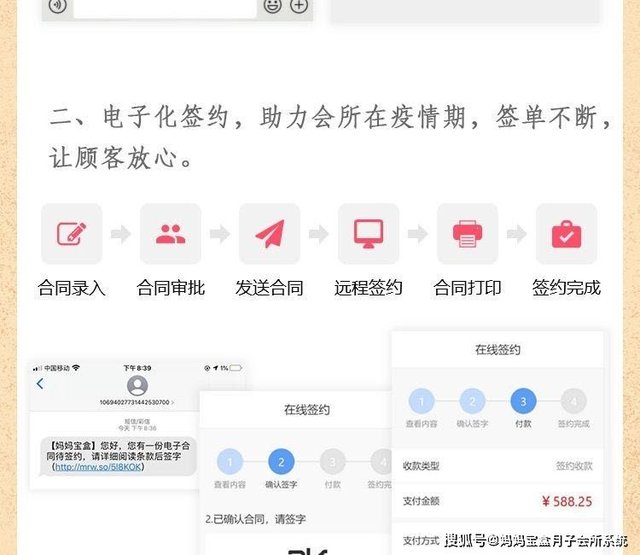 二、电子化签约，助力会所在疫情期，签单不断，
让顾客放心。
合同录入 合同审批 发送合同 远程签约 合同打印 签约完成
中国移动 下午8:39 1%
10694027731442530700 >
短信/彩信
今天 下午8:36
【妈妈宝盒】您好，您有一份电子合
同待签约，请详细阅读条款后签字
(http://mrw.so/5l8KOK)
在线签约
1 2 3 4
查看内容 确认签字 付款 签约完
2.已确认合同，请签字
在线签约
1 2 3 4
查看内容 确认签字 付款 签约完成
收款类型 签约收款
支付金额 ¥588.25
支付方式
搜狐号@妈妈宝盒月子会所系统